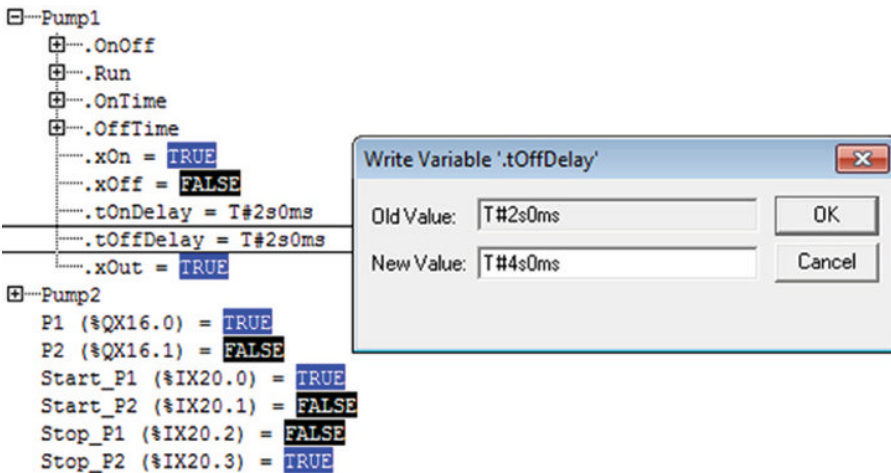 Pump1
.OnOff
.Run
.OnTime
.OffTime
.xOn = TRUE
.xOff = FALSE
.tOnDelay = T#2s0ms
.tOffDelay = T#2s0ms
.xOut = TRUE
Pump2
P1 (%QX16.0) = TRUE
P2 (%QX16.1) = FALSE
Start_P1 (%IX20.0) = TRUE
Start_P2 (%IX20.1) = FALSE
Stop_P1 (%IX20.2) = FALSE
Stop_P2 (%IX20.3) = TRUE
Write Variable '.tOffDelay'
Old Value: T#2s0ms OK
New Value: T#4s0ms Cancel